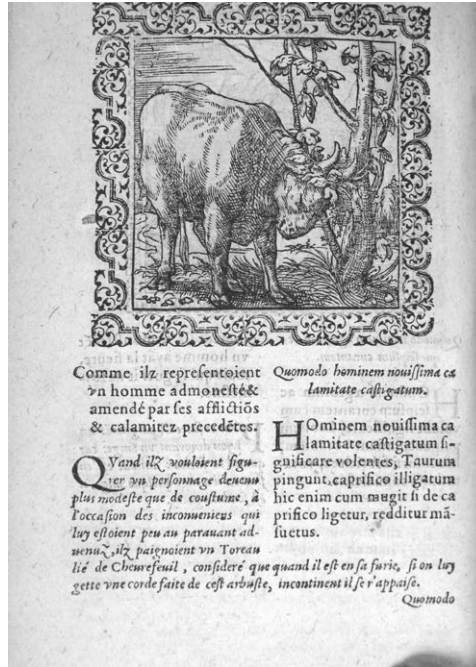 Comme ilz representoient
vn homme admonesté&
amendé par ses afflictiõs
& calamitez precedẽtes.
QVand ilz vouloient figu-
rer vn personnage deuenu
plus modeste que de coustume, à
l'occasion des inconueniens qui
luy estoient peu au parauant ad-
uenuz, ilz paignoient vn Toreau
lié de Cheurefeuil, consideré que quand il est en sa furie, si on luy
gette vne corde faite de cest arbuste, incontinent il se r'appaise.
Quomodo hominem nouissima ca
lamitate castigatum.
HOminem nouissima ca
lamitate castigatum si-
gnificare volentes, Taurum
pingunt, caprifico illigatum
hic enim cum mugit si de ca
prifico ligetur, redditur mã-
suetus.
Quomodo